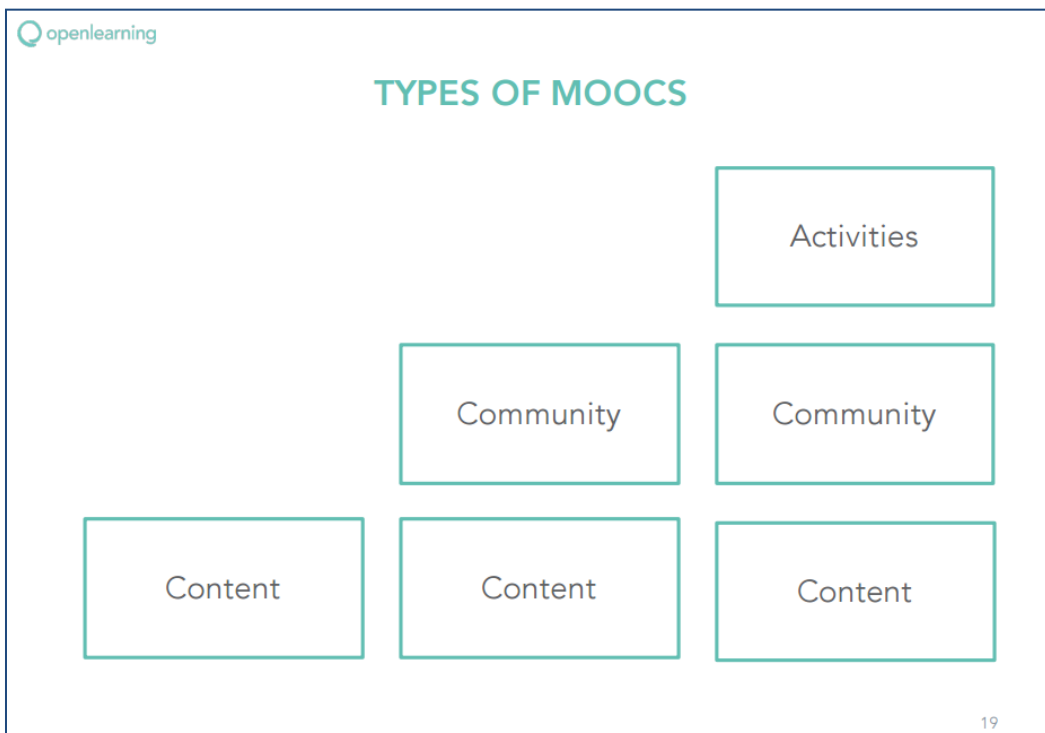 openlearning
TYPES OF MOOCS
Activities
Community
Community
Content
Content
Content
19